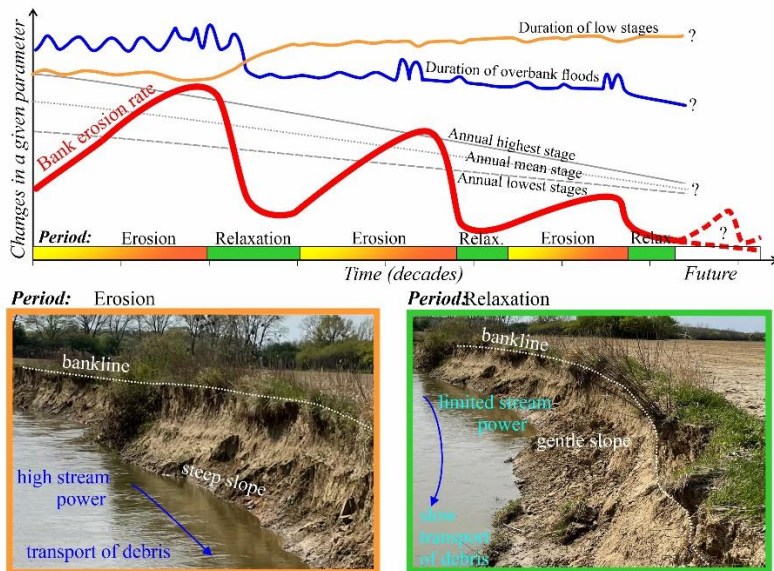 Changes in a given parameter
Duration of low stages
?
Duration of overbank floods
?
Bank erosion rate
Annual highest stage
Annual mean stage
Annual lowest stages
?
?
Period: Erosion Relaxation Erosion Relax. Erosion Relax.
Time (decades) Future
Period: Erosion
bankline
steep slope
high stream
power
transport of debris
Period: Relaxation
bankline
limited stream
power
gentle slope
slow
transport
of debris